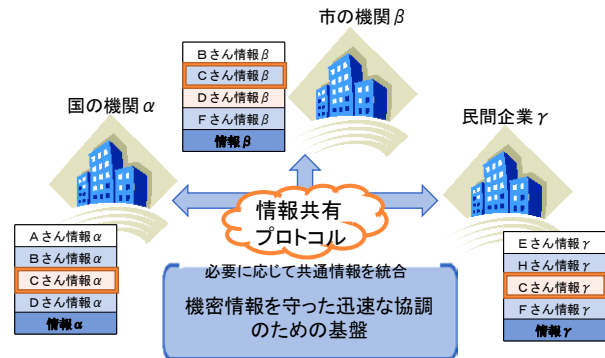 市の機関β
Bさん情報β
Cさん情報β
Dさん情報β
Fさん情報β
情報β
国の機関α
民間企業γ
情報共有
プロトコル
Aさん情報α
Bさん情報α
Cさん情報α
Dさん情報α
情報α
Eさん情報γ
Hさん情報γ
Cさん情報γ
Fさん情報γ
情報γ
必要に応じて共通情報を統合
機密情報を守った迅速な協調
のための基盤